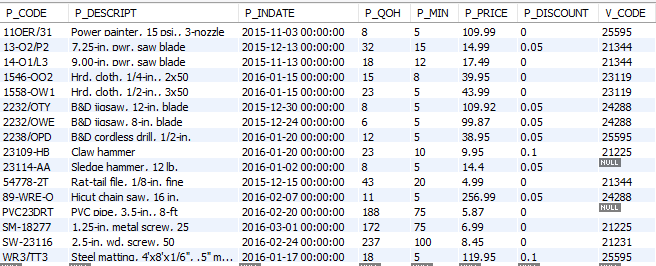 P_CODE P_DESCRIPT P_INDATE P_QOH P_MIN P_PRICE P_DISCOUNT V_CODE
11OER/31 Power painter, 15 psi., 3-nozzle 2015-11-03 00:00:00 8 5 109.99 0 25595
13-O2/P2 7.25-in. pwr. saw blade 2015-12-13 00:00:00 32 15 14.99 0.05 21344
14-O1/L3 9.00-in. pwr. saw blade 2015-11-13 00:00:00 18 12 17.49 0 21344
1546-OO2 Hrd. cloth, 1/4-in., 2x50 2016-01-15 00:00:00 15 8 39.95 0 23119
1558-OW1 Hrd. cloth, 1/2-in., 3x50 2016-01-15 00:00:00 23 5 43.99 0 23119
2232/OTY B&D jigsaw, 12-in. blade 2015-12-30 00:00:00 8 5 109.92 0.05 24288
2232/OWE B&D jigsaw, 8-in. blade 2015-12-24 00:00:00 6 5 99.87 0.05 24288
2238/OPD B&D cordless drill, 1/2-in. 2016-01-20 00:00:00 12 5 38.95 0.05 25595
23109-HB Claw hammer 2016-01-20 00:00:00 23 10 9.95 0.1 21225
23114-AA Sledge hammer, 12 lb. 2016-01-02 00:00:00 8 5 14.4 0.05 NULL
54778-2T Rat-tail file, 1/8-in. fine 2015-12-15 00:00:00 43 20 4.99 0 21344
89-WRE-O Hicut chain saw, 16 in. 2016-02-07 00:00:00 11 5 256.99 0.05 24288
PVC23DRT PVC pipe, 3.5-in., 8-ft 2016-02-20 00:00:00 188 75 5.87 0 NULL
SM-18277 1.25-in. metal screw, 25 2016-03-01 00:00:00 172 75 6.99 0 21225
SW-23116 2.5-in. wd. screw, 50 2016-02-24 00:00:00 237 100 8.45 0 21231
WR3/TT3 Steel matting, 4'x8'x1/6", .5" m... 2016-01-17 00:00:00 18 5 119.95 0.1 25595